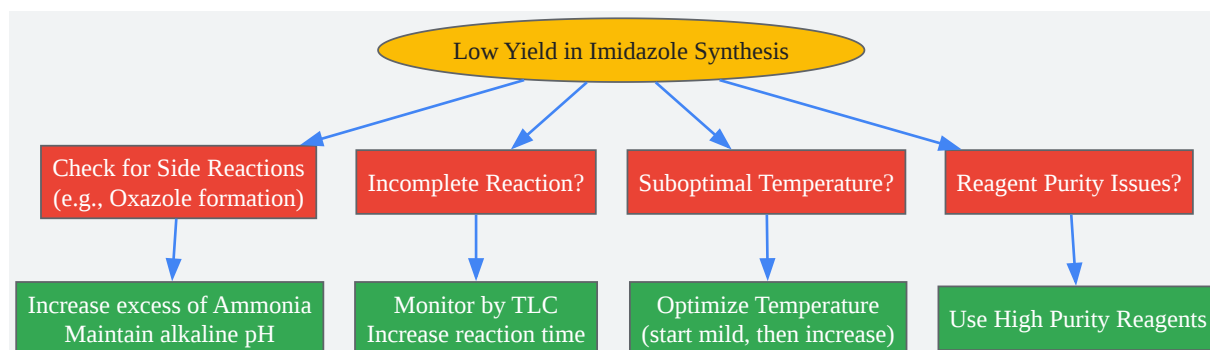 Low Yield in Imidazole Synthesis
Check for Side Reactions
(e.g., Oxazole formation)
Incomplete Reaction?
Suboptimal Temperature?
Reagent Purity Issues?
Increase excess of Ammonia
Maintain alkaline pH
Monitor by TLC
Increase reaction time
Optimize Temperature
(start mild, then increase)
Use High Purity Reagents